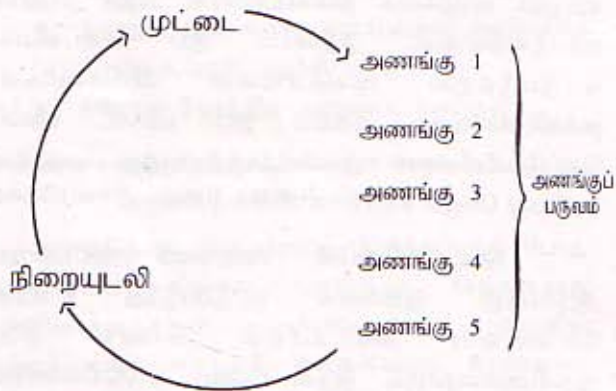 முட்டை
அணங்கு 1
அணங்கு 2
அணங்கு 3
அணங்கு 4
அணங்கு 5
அணங்குப்
பருவம்
நிறையுடலி